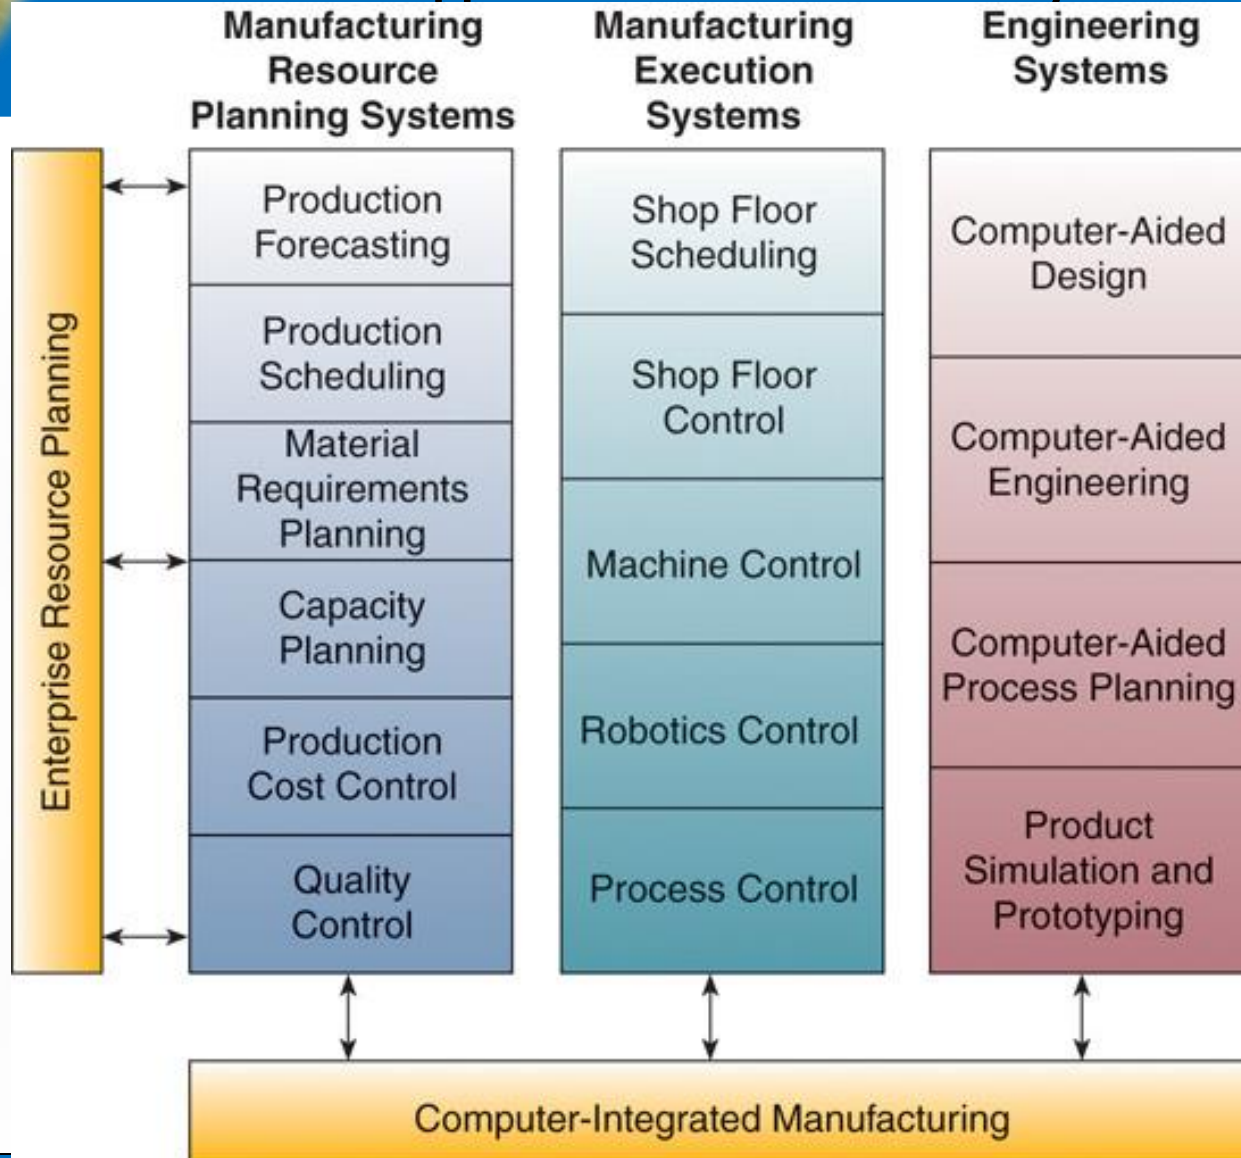 Manufacturing
Resource
Planning Systems
Manufacturing
Execution
Systems
Engineering
Systems
Enterprise Resource Planning
Production
Forecasting
Production
Scheduling
Material
Requirements
Planning
Capacity
Planning
Production
Cost Control
Quality
Control
Shop Floor
Scheduling
Shop Floor
Control
Machine Control
Robotics Control
Process Control
Computer-Aided
Design
Computer-Aided
Engineering
Computer-Aided
Process Planning
Product
Simulation and
Prototyping
Computer-Integrated Manufacturing